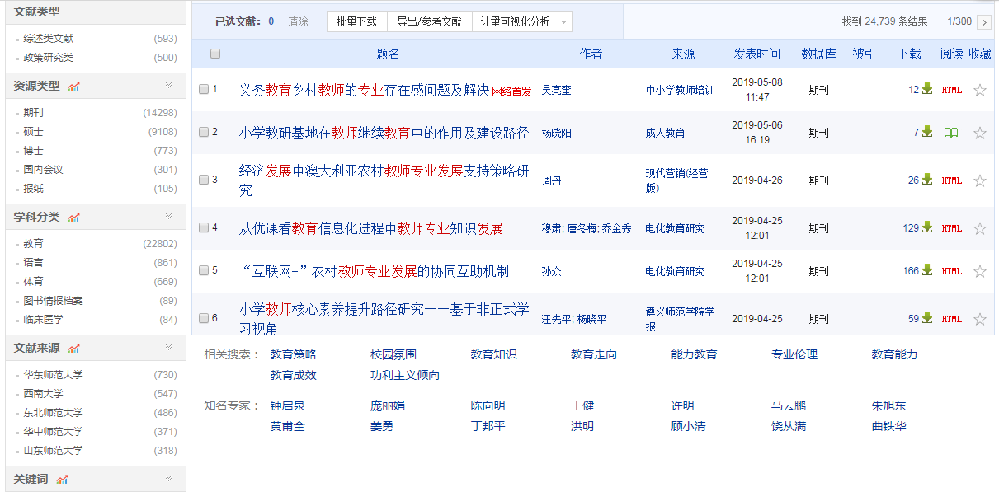 文献类型
综述类文献 (593)
政策研究类 (500)
资源类型
期刊 (14298)
硕士 (9108)
博士 (773)
国内会议 (301)
报纸 (105)
学科分类
教育 (22802)
语言 (861)
体育 (669)
图书情报档案 (89)
临床医学 (84)
文献来源
华东师范大学 (730)
西南大学 (547)
东北师范大学 (486)
华中师范大学 (371)
山东师范大学 (318)
关键词
已选文献： 0 清除 批量下载 导出/参考文献 计量可视化分析 找到 24,739 条结果 1/300
题名 作者 来源 发表时间 数据库 被引 下载 阅读 收藏
1 义务教育乡村教师的专业存在感问题及解决 网络首发 吴亮奎 中小学教师培训 2019-05-08 11:47 期刊 12 HTML
2 小学教研基地在教师继续教育中的作用及建设路径 杨晓阳 成人教育 2019-05-06 16:19 期刊 7
3 经济发展中澳大利亚农村教师专业发展支持策略研究 周丹 现代营销(经营版) 2019-04-26 期刊 26 HTML
4 从优课看教育信息化进程中教师专业知识发展 穆肃; 唐冬梅; 乔金秀 电化教育研究 2019-04-25 12:01 期刊 129 HTML
5 “互联网+”农村教师专业发展的协同互助机制 孙众 电化教育研究 2019-04-25 12:01 期刊 166 HTML
6 小学教师核心素养提升路径研究——基于非正式学习视角 汪先平; 杨晓平 遵义师范学院学报 2019-04-25 期刊 59 HTML
相关搜索： 教育策略 校园氛围 教育知识 教育走向 能力教育 专业伦理 教育能力
教育成效 功利主义倾向
知名专家： 钟启泉 庞丽娟 陈向明 王健 许明 马云鹏 朱旭东
黄甫全 姜勇 丁邦平 洪明 顾小清 饶从满 曲铁华